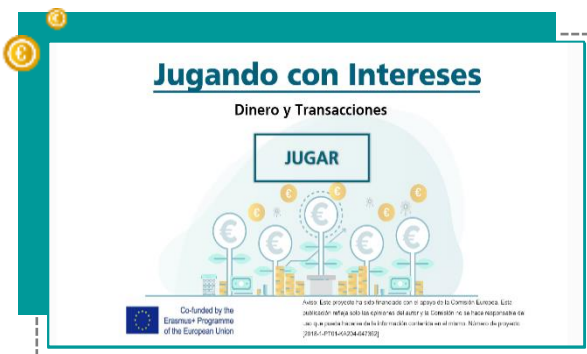 Jugando con Intereses
Dinero y Transacciones
JUGAR
Co-funded by the
Erasmus+ Programme
of the European Union
Aviso: Este proyecto ha sido financiado con el apoyo de la Comisión Europea. Esta
publicación refleja solo las opiniones del autor y la Comisión no se hace responsable del
uso que pueda hacerse de la información contenida en el mismo. Número de proyecto